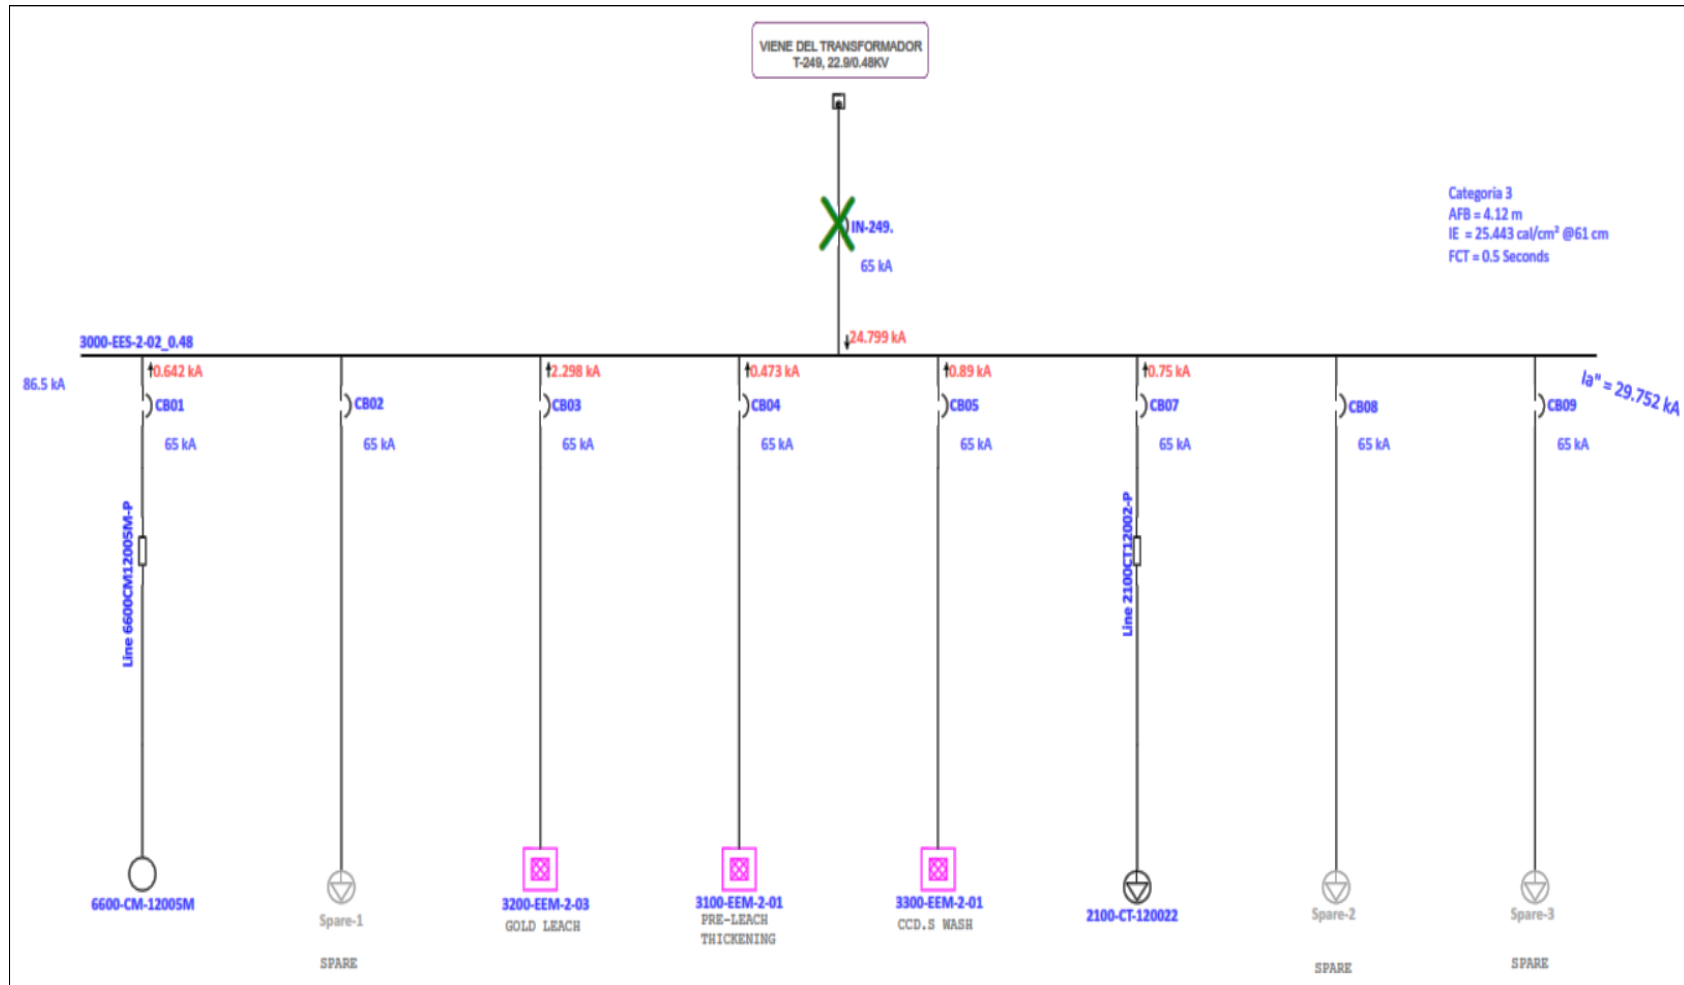 VIENE DEL TRANSFORMADOR
T-249, 22.9/0.48KV
IN-249.
65 kA
Categoria 3
AFB = 4.12 m
IE = 25.443 cal/cm² @61 cm
FCT = 0.5 Seconds
24.799 kA
3000-EES-2-02_0.48
86.5 kA
0.642 kA
2.298 kA
0.473 kA
0.89 kA
0.75 kA
Ia" = 29.752 kA
CB01
CB02
CB03
CB04
CB05
CB07
CB08
CB09
65 kA
65 kA
65 kA
65 kA
65 kA
65 kA
65 kA
65 kA
Line 6600CM12005M-P
Line 2100CT12002-P
6600-CM-12005M
Spare-1
SPARE
3200-EEM-2-03
GOLD LEACH
3100-EEM-2-01
PRE-LEACH
THICKENING
3300-EEM-2-01
CCD.S WASH
2100-CT-120022
Spare-2
SPARE
Spare-3
SPARE